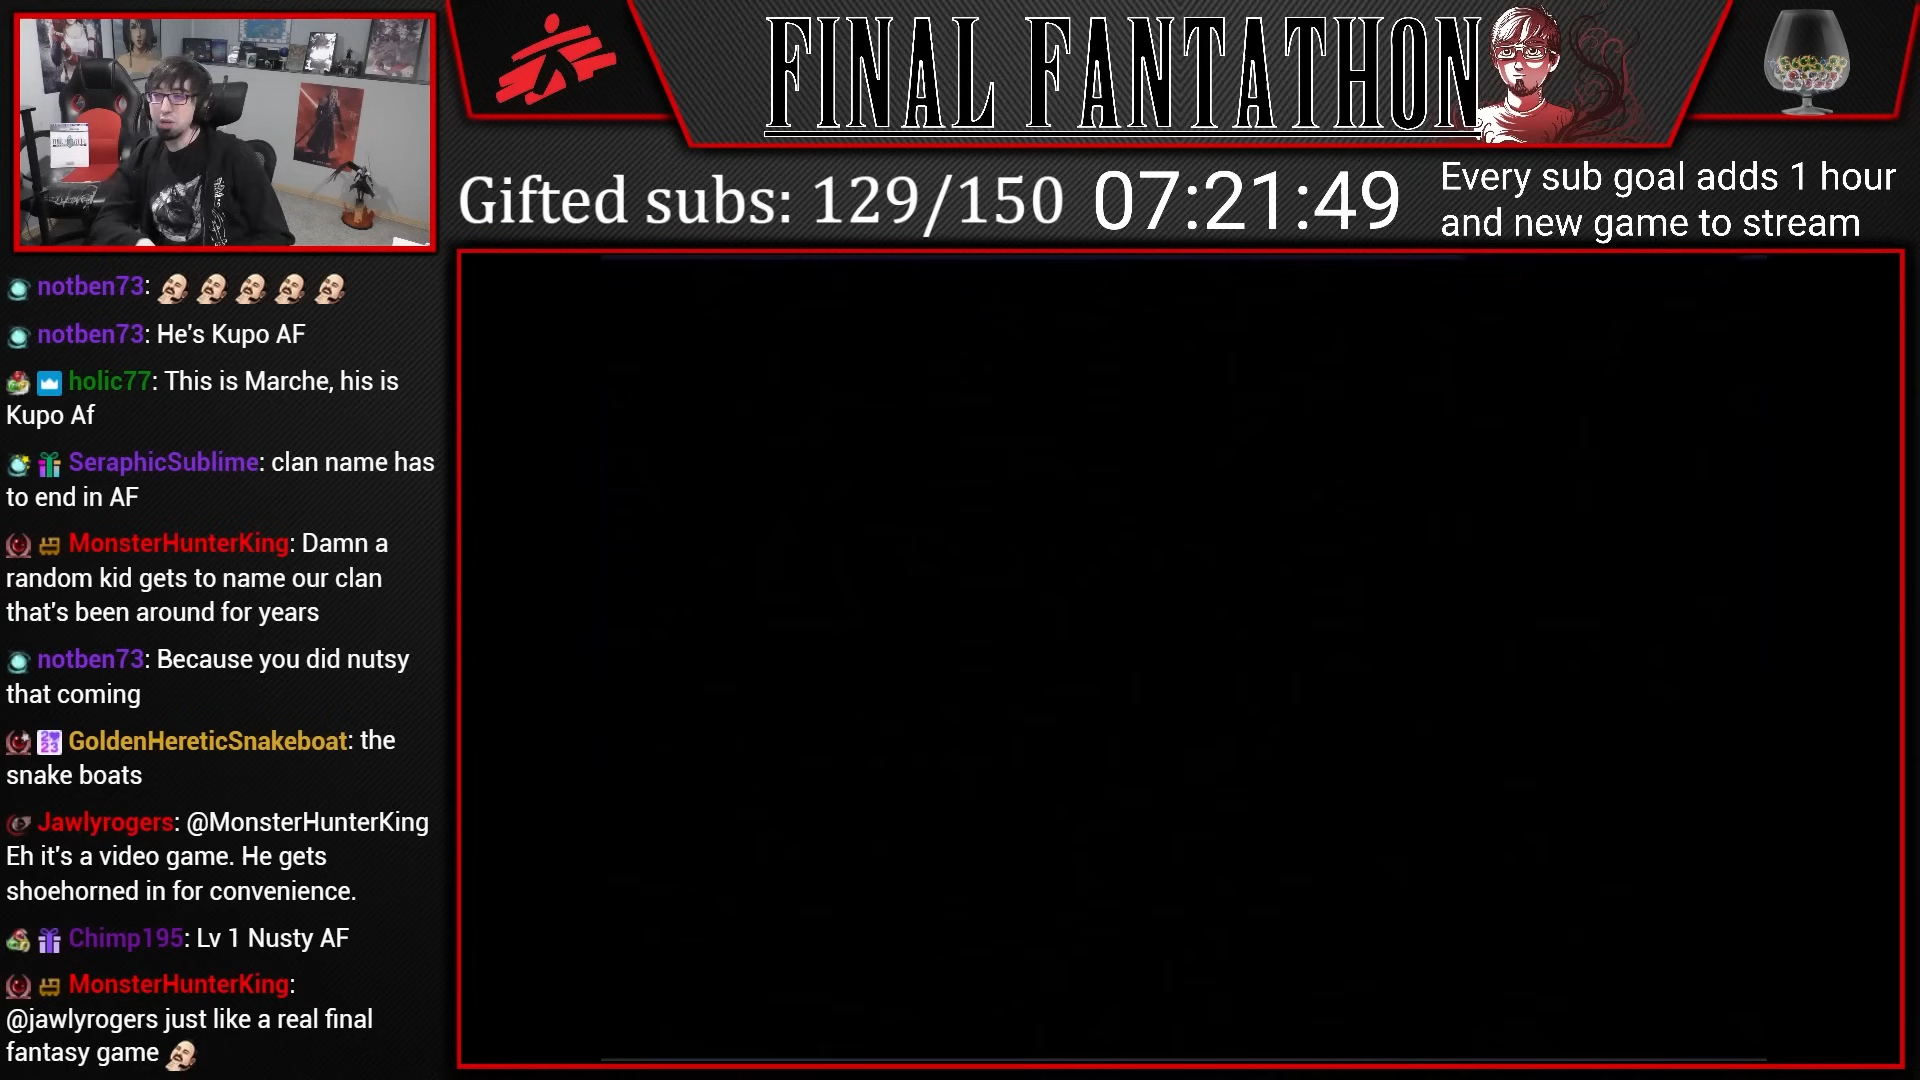 FINAL FANTATHON
Gifted subs: 129/150
07:21:49
Every sub goal adds 1 hour
and new game to stream
notben73:
notben73: He's Kupo AF
holic77: This is Marche, his is
Kupo Af
SeraphicSublime: clan name has
to end in AF
MonsterHunterKing: Damn a
random kid gets to name our clan
that's been around for years
notben73: Because you did nutsy
that coming
GoldenHereticSnakeboat: the
snake boats
Jawlyrogers: @MonsterHunterKing
Eh it's a video game. He gets
shoehorned in for convenience.
Chimp195: Lv 1 Nusty AF
MonsterHunterKing:
@jawlyrogers just like a real final
fantasy game